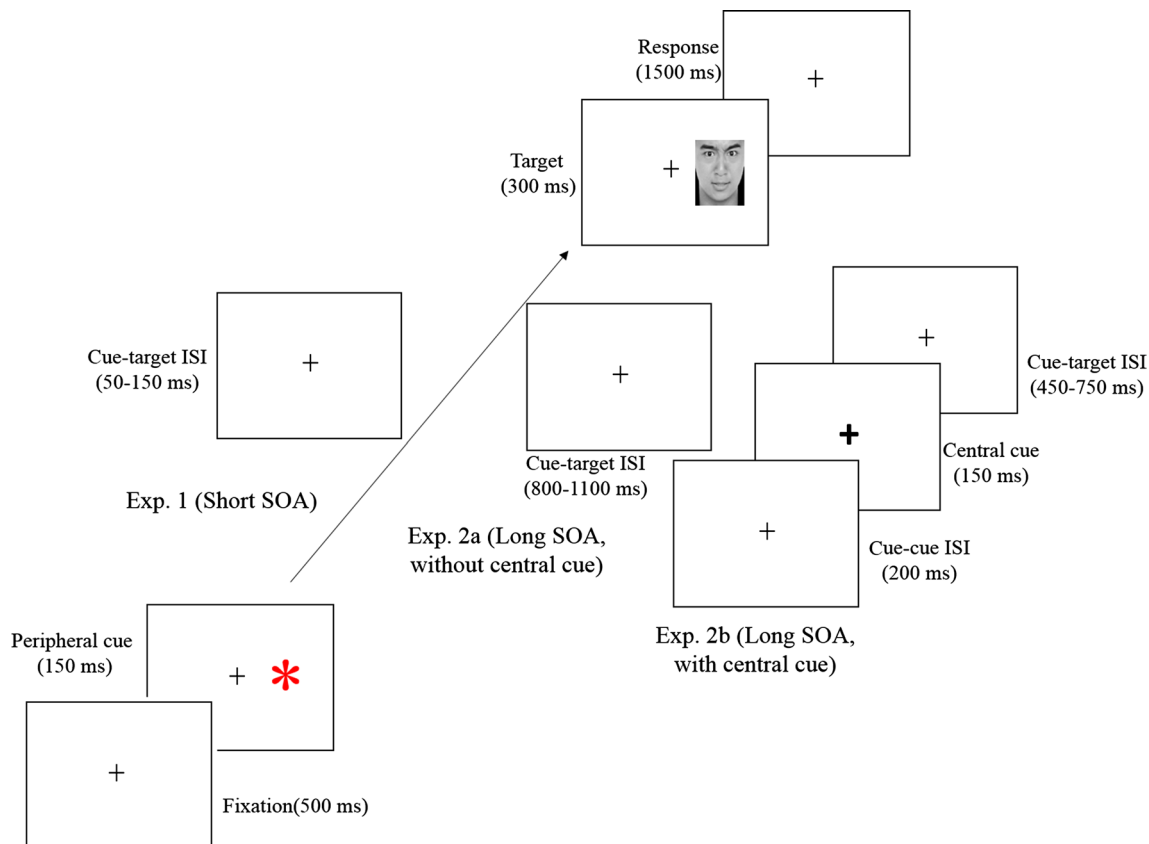 Response
(1500 ms)
Target
(300 ms)
Cue-target ISI
(50-150 ms)
Cue-target ISI
(450-750 ms)
Central cue
(150 ms)
Cue-target ISI
(800-1100 ms)
Exp. 1 (Short SOA)
Exp. 2a (Long SOA,
without central cue)
Cue-cue ISI
(200 ms)
Exp. 2b (Long SOA,
with central cue)
Peripheral cue
(150 ms)
*
Fixation(500 ms)